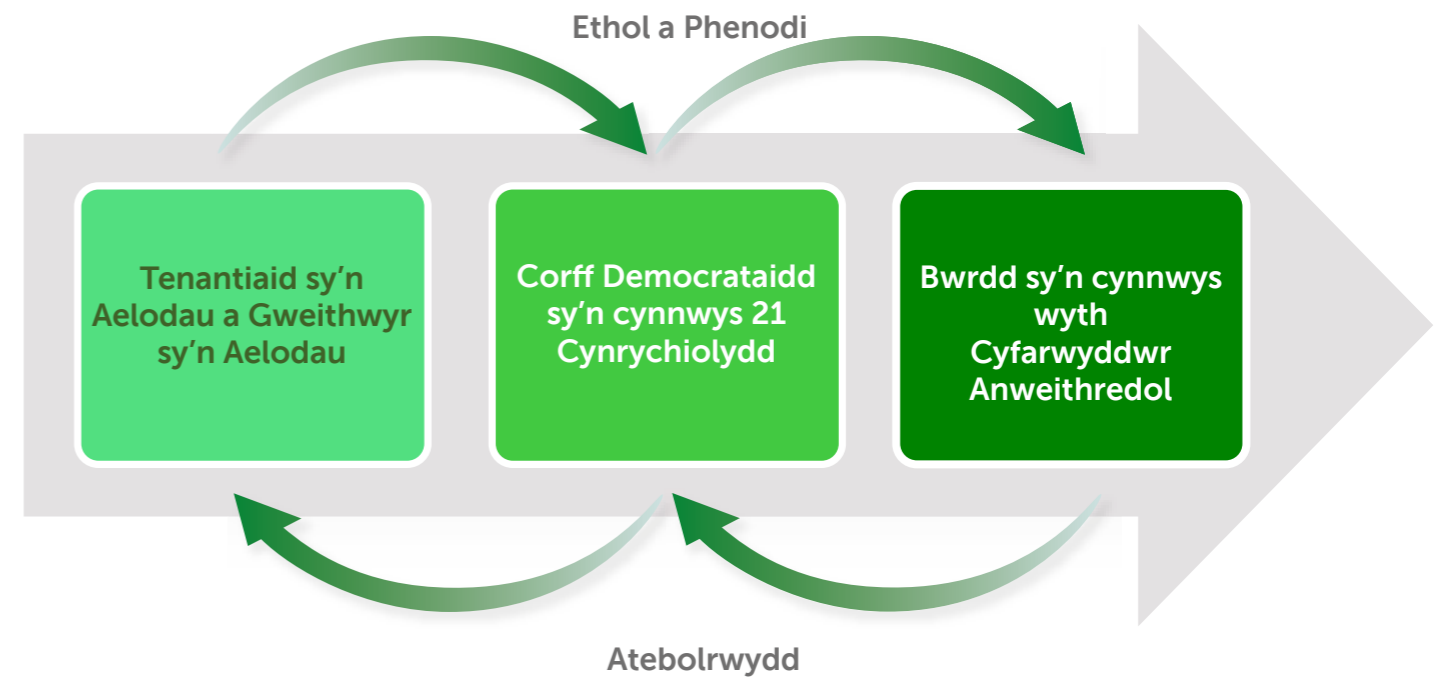 Ethol a Phenodi
Tenantiaid sy’n
Aelodau a Gweithwyr
sy’n Aelodau
Corff Democrataidd
sy’n cynnwys 21
Cynrychiolydd
Bwrdd sy’n cynnwys
wyth
Cyfarwyddwr
Anweithredol
Atebolrwydd